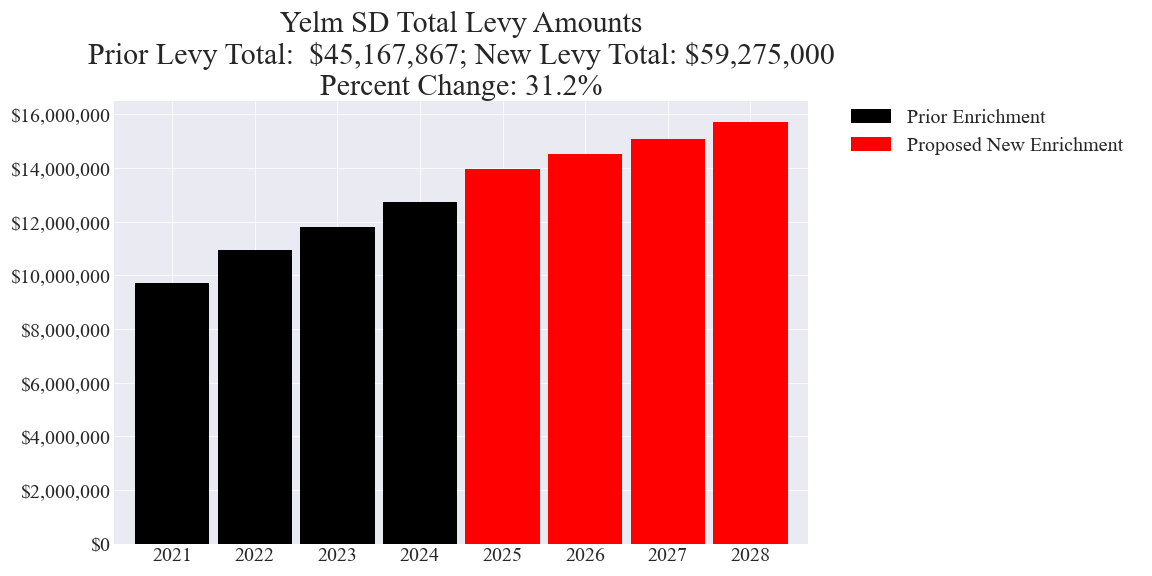 Yelm SD Total Levy Amounts
Prior Levy Total:  $45,167,867; New Levy Total: $59,275,000
Percent Change: 31.2%
$16,000,000
$14,000,000
$12,000,000
$10,000,000
$8,000,000
$6,000,000
$4,000,000
$2,000,000
$0
2021 2022 2023 2024 2025 2026 2027 2028
Prior Enrichment
Proposed New Enrichment